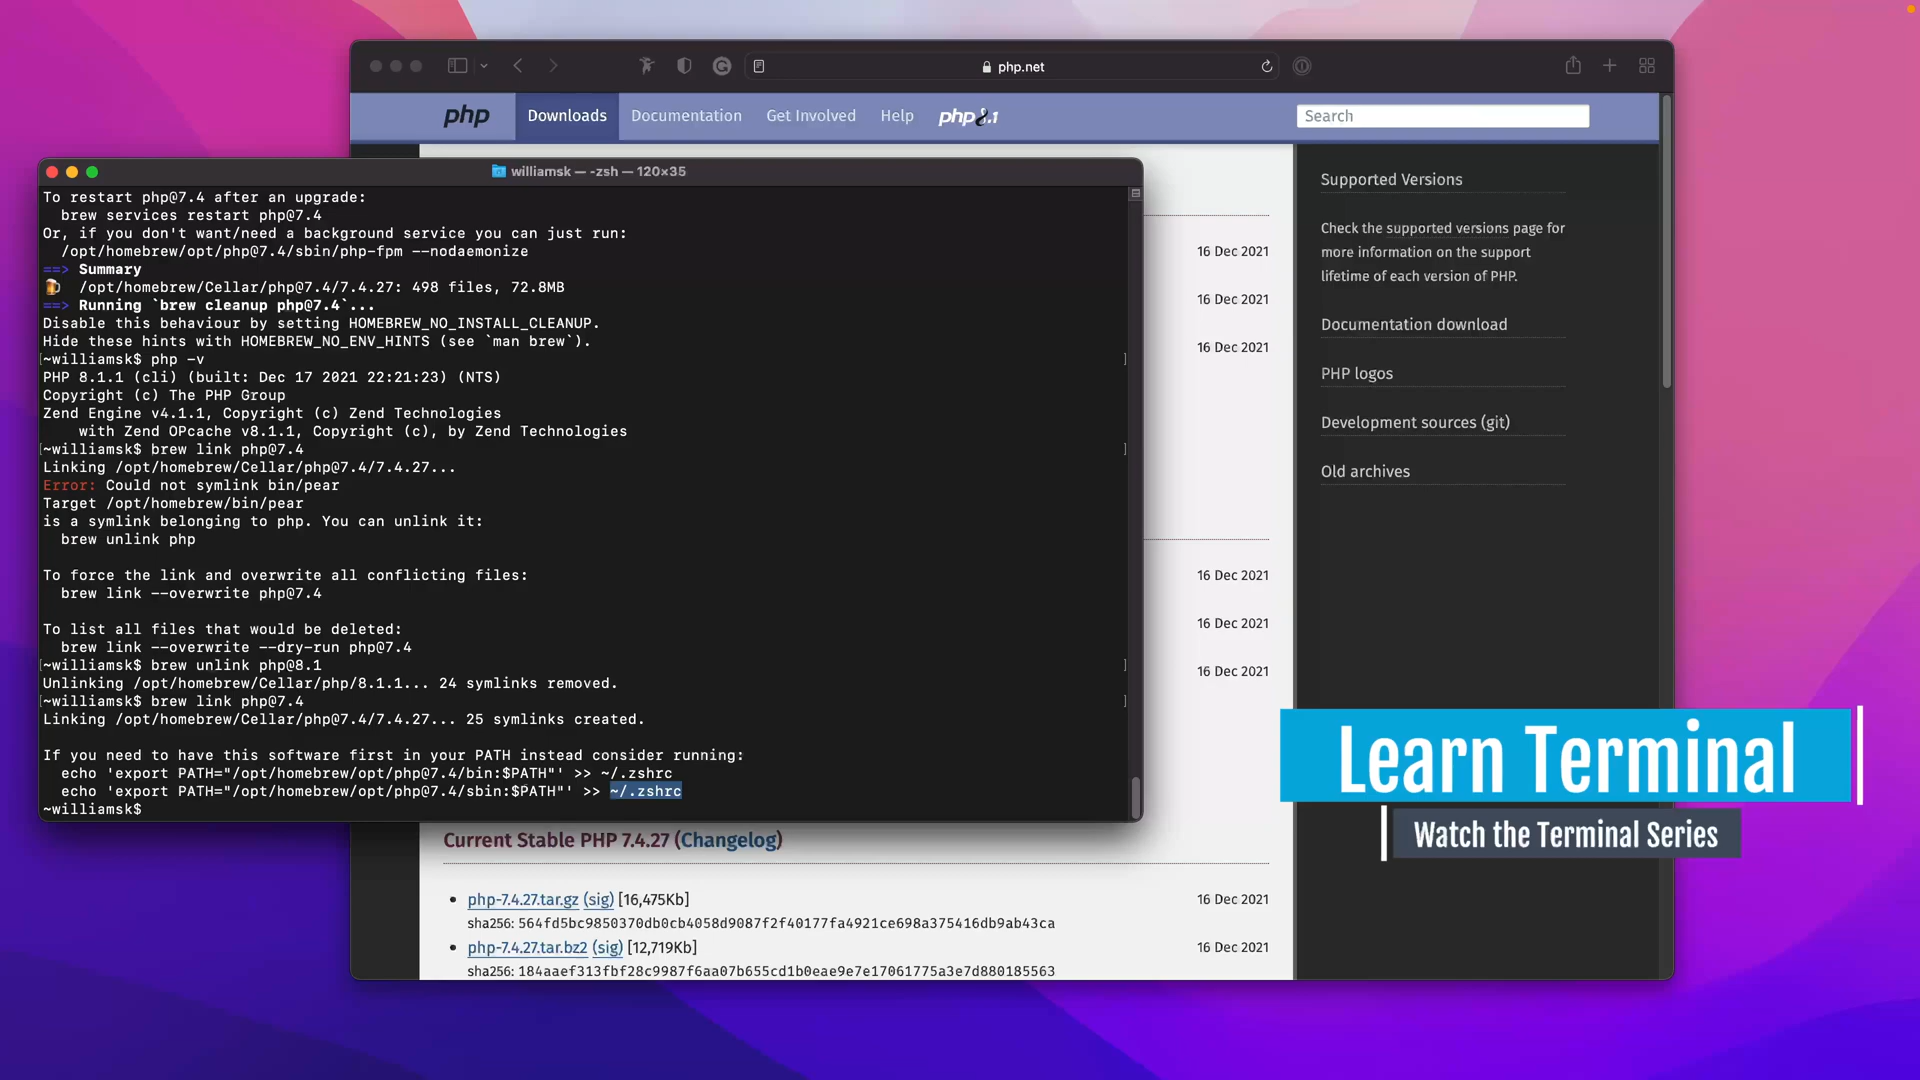 php.net
php
Downloads
Documentation
Get Involved
Help
php8.1
Search
williamsk — -zsh — 120×35
To restart php@7.4 after an upgrade:
brew services restart php@7.4
Or, if you don't want/need a background service you can just run:
/opt/homebrew/opt/php@7.4/sbin/php-fpm --nodaemonize
==> Summary
/opt/homebrew/Cellar/php@7.4/7.4.27: 498 files, 72.8MB
==> Running `brew cleanup php@7.4`...
Disable this behaviour by setting HOMEBREW_NO_INSTALL_CLEANUP.
Hide these hints with HOMEBREW_NO_ENV_HINTS (see `man brew`).
[~williamsk$ php -v ]
PHP 8.1.1 (cli) (built: Dec 17 2021 22:21:23) (NTS)
Copyright (c) The PHP Group
Zend Engine v4.1.1, Copyright (c) Zend Technologies
with Zend OPcache v8.1.1, Copyright (c), by Zend Technologies
[~williamsk$ brew link php@7.4 ]
Linking /opt/homebrew/Cellar/php@7.4/7.4.27...
Error: Could not symlink bin/pear
Target /opt/homebrew/bin/pear
is a symlink belonging to php. You can unlink it:
brew unlink php
To force the link and overwrite all conflicting files:
brew link --overwrite php@7.4
To list all files that would be deleted:
brew link --overwrite --dry-run php@7.4
[~williamsk$ brew unlink php@8.1 ]
Unlinking /opt/homebrew/Cellar/php/8.1.1... 24 symlinks removed.
[~williamsk$ brew link php@7.4 ]
Linking /opt/homebrew/Cellar/php@7.4/7.4.27... 25 symlinks created.
If you need to have this software first in your PATH instead consider running:
echo 'export PATH="/opt/homebrew/opt/php@7.4/bin:$PATH"' >> ~/.zshrc
echo 'export PATH="/opt/homebrew/opt/php@7.4/sbin:$PATH"' >> ~/.zshrc
~williamsk$
16 Dec 2021
16 Dec 2021
16 Dec 2021
16 Dec 2021
16 Dec 2021
16 Dec 2021
Supported Versions
Check the supported versions page for
more information on the support
lifetime of each version of PHP.
Documentation download
PHP logos
Development sources (git)
Old archives
Learn Terminal
Watch the Terminal Series
Current Stable PHP 7.4.27 (Changelog)
php-7.4.27.tar.gz (sig) [16,475Kb] 16 Dec 2021
sha256: 564fd5bc9850370db0cb4058d9087f2f40177fa4921ce698a375416db9ab43ca
php-7.4.27.tar.bz2 (sig) [12,719Kb] 16 Dec 2021
sha256: 184aaef313fbf28c9987f6aa07b655cd1b0eae9e7e17061775a3e7d880185563